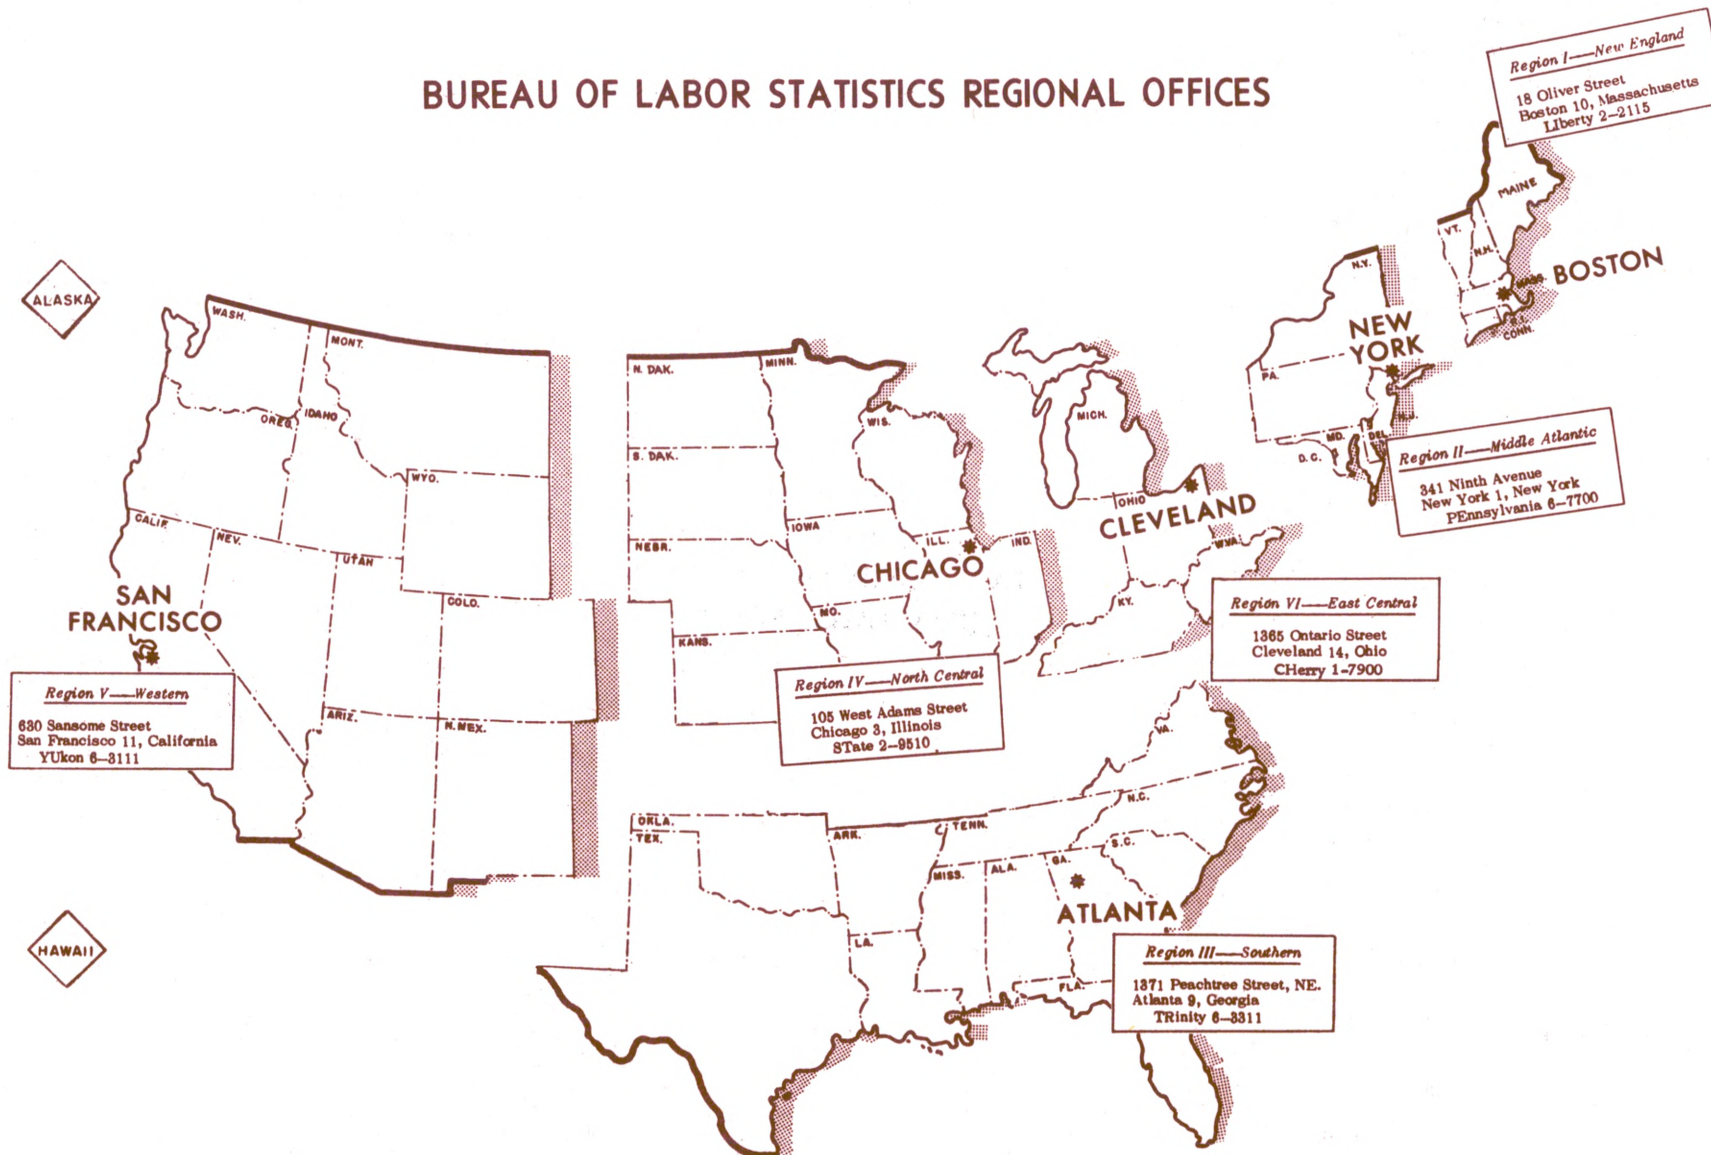 BUREAU OF LABOR STATISTICS REGIONAL OFFICES
Region I—New England
18 Oliver Street
Boston 10, Massachusetts
LIberty 2-2115
MAINE
VT.
N.H.
MASS.
BOSTON
R.I.
CONN.
N.Y.
NEW
YORK
PA.
N.J.
MD.
DEL.
D.C.
Region II—Middle Atlantic
341 Ninth Avenue
New York 1, New York
PEnnsylvania 6-7700
ALASKA
WASH.
MONT.
OREG.
IDAHO
WYO.
CALIF.
NEV.
UTAH
COLO.
SAN
FRANCISCO
Region V—Western
630 Sansome Street
San Francisco 11, California
YUkon 6-3111
ARIZ.
N.MEX.
HAWAII
N. DAK.
MINN.
S. DAK.
WIS.
IOWA
NEBR.
ILL.
IND.
CHICAGO
MO.
KANS.
Region IV—North Central
105 West Adams Street
Chicago 3, Illinois
STate 2-9510
MICH.
OHIO
CLEVELAND
W.VA.
KY.
Region VI—East Central
1365 Ontario Street
Cleveland 14, Ohio
CHerry 1-7900
VA.
N.C.
OKLA.
TEX.
ARK.
TENN.
S.C.
MISS.
ALA.
GA.
ATLANTA
LA.
FLA.
Region III—Southern
1371 Peachtree Street, NE.
Atlanta 9, Georgia
TRinity 6-3311